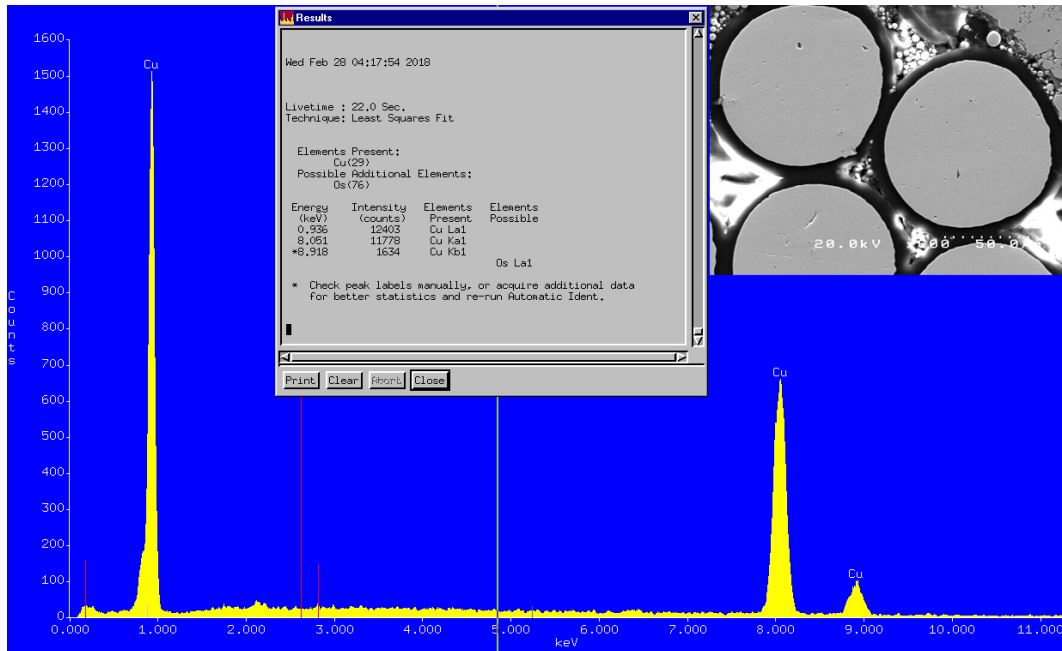 Results
Wed Feb 28 04:17:54 2018
Livetime : 22.0 Sec.
Technique: Least Squares Fit
Elements Present:
Cu(29)
Possible Additional Elements:
Os(76)
Energy Intensity Elements Elements
(keV) (counts) Present Possible
0.936 12403 Cu La1
8.051 11778 Cu Ka1
*8.918 1634 Cu Kb1
Os La1
* Check peak labels manually, or acquire additional data
for better statistics and re-run Automatic Ident.
Print Clear Abort Close
20.0kV 50.0
Counts
1600
1500
1400
1300
1200
1100
1000
900
800
700
600
500
400
300
200
100
0
Cu
Cu
Cu
0.000 1.000 2.000 3.000 4.000 5.000 6.000 7.000 8.000 9.000 10.000 11.000
keV